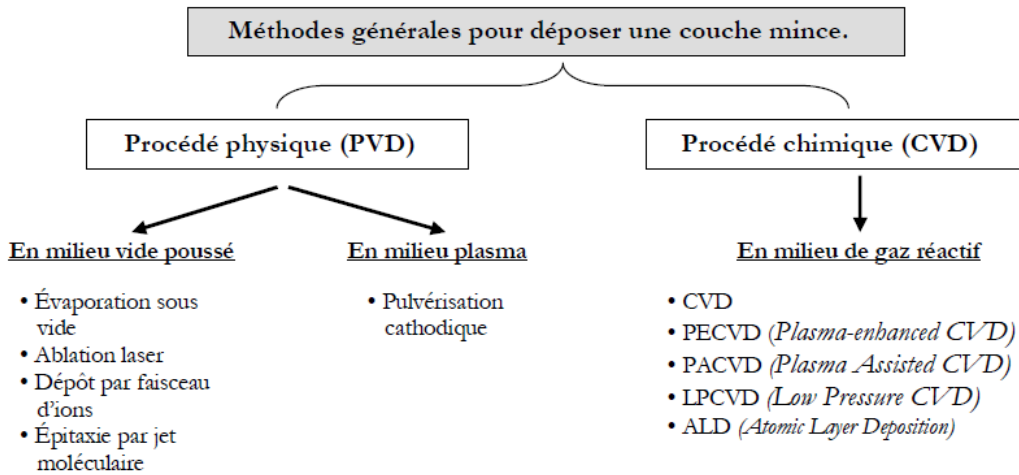 Méthodes générales pour déposer une couche mince.
Procédé physique (PVD)
Procédé chimique (CVD)
En milieu vide poussé
• Évaporation sous
vide
• Ablation laser
• Dépôt par faisceau
d'ions
• Épitaxie par jet
moléculaire
En milieu plasma
• Pulvérisation
cathodique
En milieu de gaz réactif
• CVD
• PECVD (Plasma-enhanced CVD)
• PACVD (Plasma Assisted CVD)
• LPCVD (Low Pressure CVD)
• ALD (Atomic Layer Deposition)